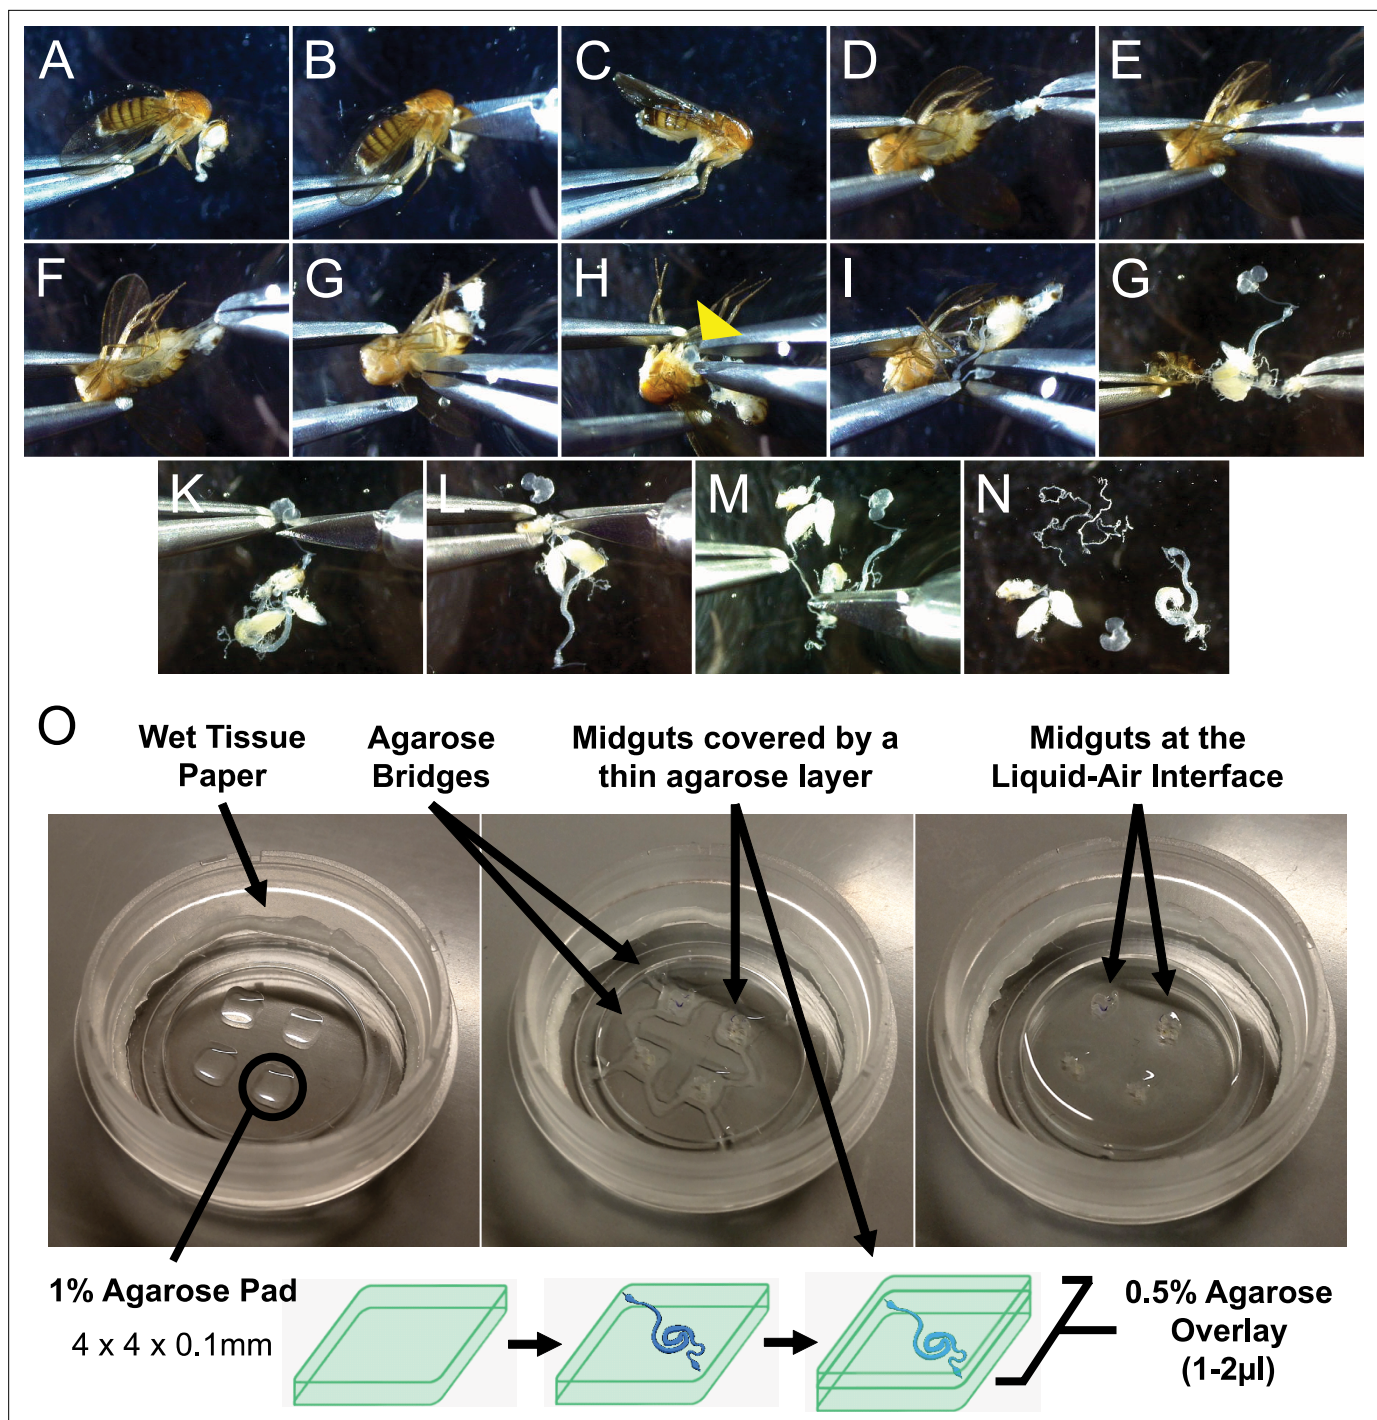 A
B
C
D
E
F
G
H
I
G
K
L
M
N
O
Wet Tissue
Paper
Agarose
Bridges
Midguts covered by a
thin agarose layer
Midguts at the
Liquid-Air Interface
1% Agarose Pad
4 x 4 x 0.1mm
0.5% Agarose
Overlay
(1-2µl)